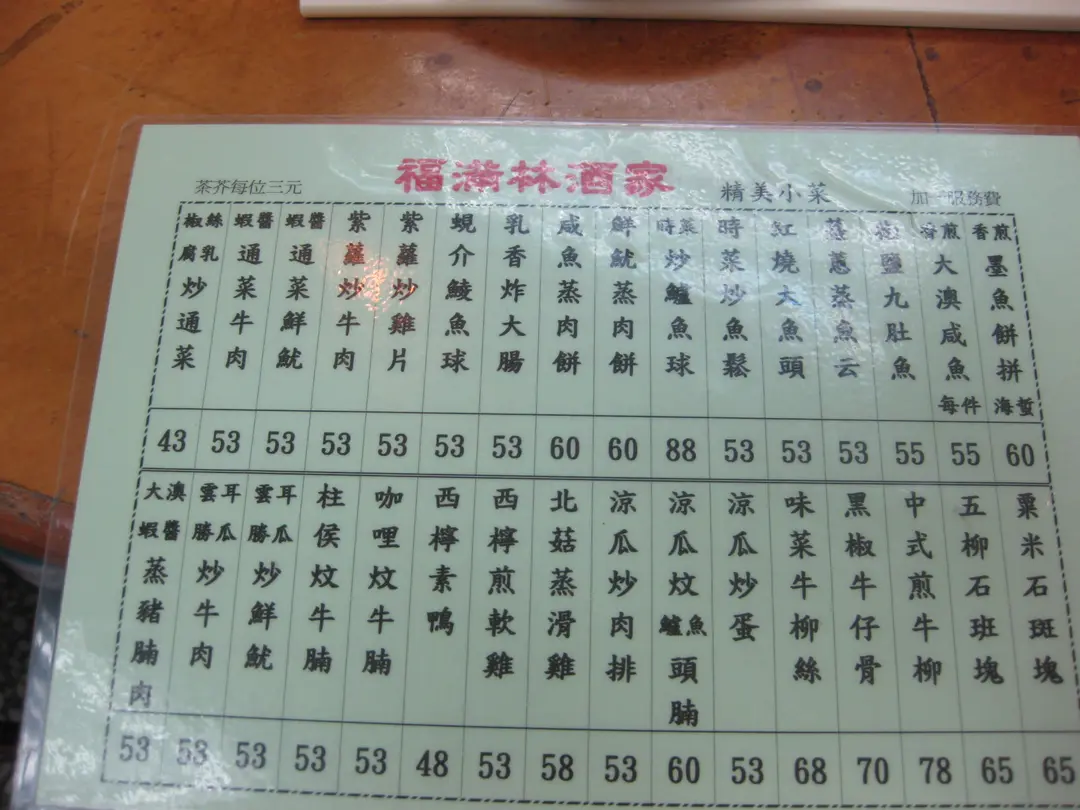 茶芥每位三元
福滿林酒家
精美小菜
加一服務費
椒絲腐乳炒通菜
蝦醬通菜牛肉
蝦醬通菜鮮魷
紫蘿炒牛肉
紫蘿炒雞片
蜆介鯪魚球
乳香炸大腸
咸魚蒸肉餅
鮮魷蒸肉餅
時菜炒鱸魚球
時菜炒魚鬆
紅燒大魚頭
薑蔥蒸魚云
椒鹽九肚魚
香煎大澳咸魚每件
香煎墨魚餅拼海蜇
43 53 53 53 53 53 53 60 60 88 53 53 53 55 55 60
大澳蝦醬蒸豬腩肉
雲耳勝瓜炒牛肉
雲耳勝瓜炒鮮魷
柱侯炆牛腩
咖哩炆牛腩
西檸素鴨
西檸煎軟雞
北菇蒸滑雞
涼瓜炒肉排
涼瓜炆鱸魚頭腩
涼瓜炒蛋
味菜牛柳絲
黑椒牛仔骨
中式煎牛柳
五柳石班塊
粟米石斑塊
53 53 53 53 53 48 53 58 53 60 53 68 70 78 65 65